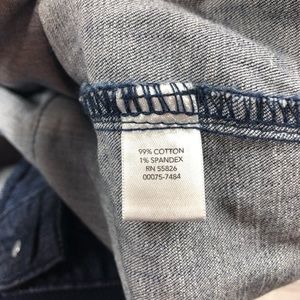 99% COTTON
1% SPANDEX
RN 55826
00075-7484